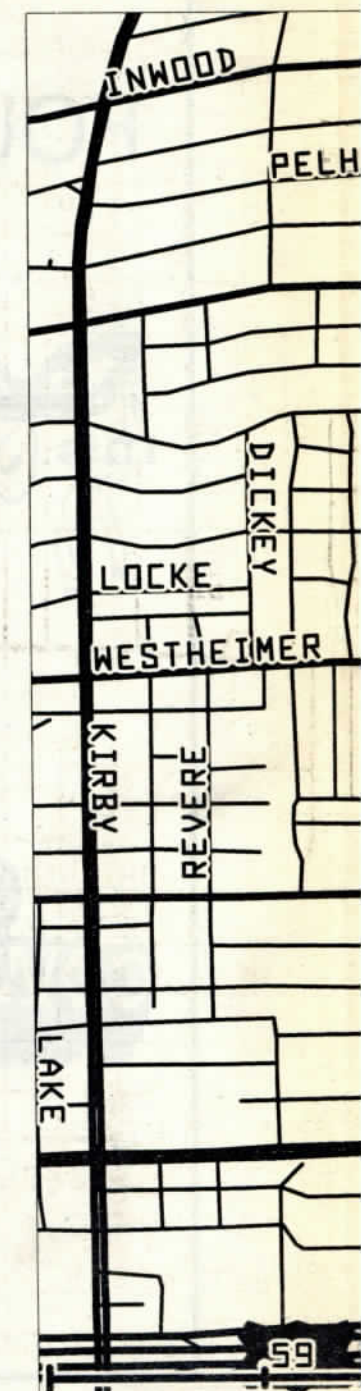 INWOOD
PELH
DICKEY
LOCKE
WESTHEIMER
KIRBY
REVERE
LAKE
59